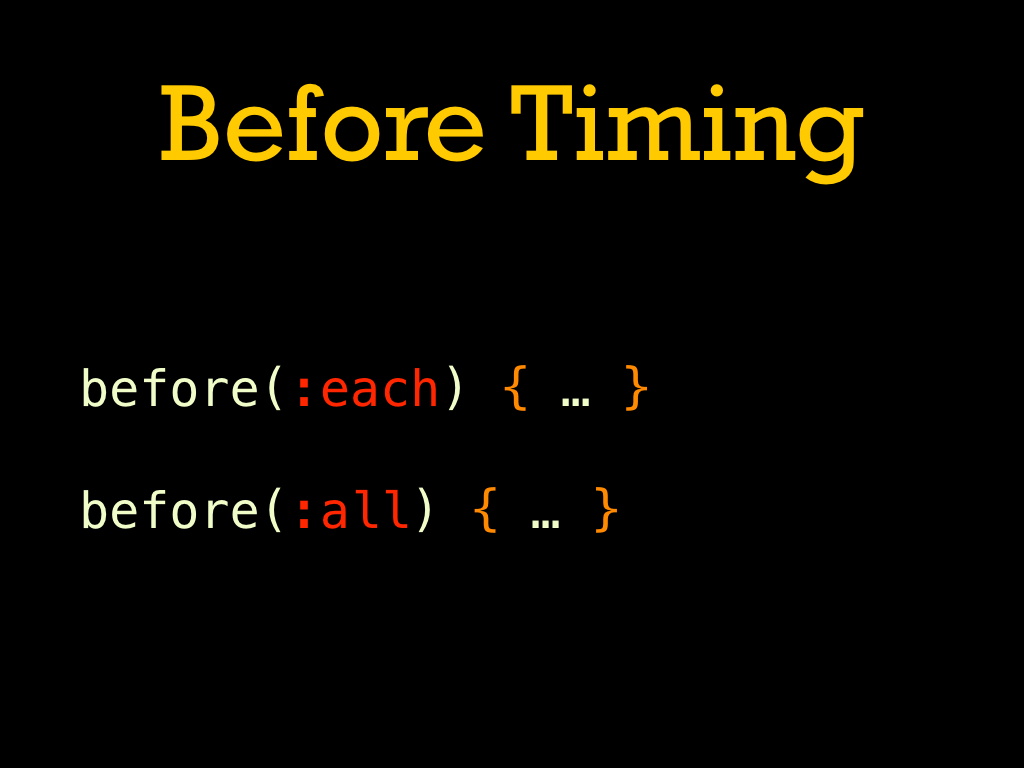 Before Timing
before(:each) { … }
before(:all) { … }